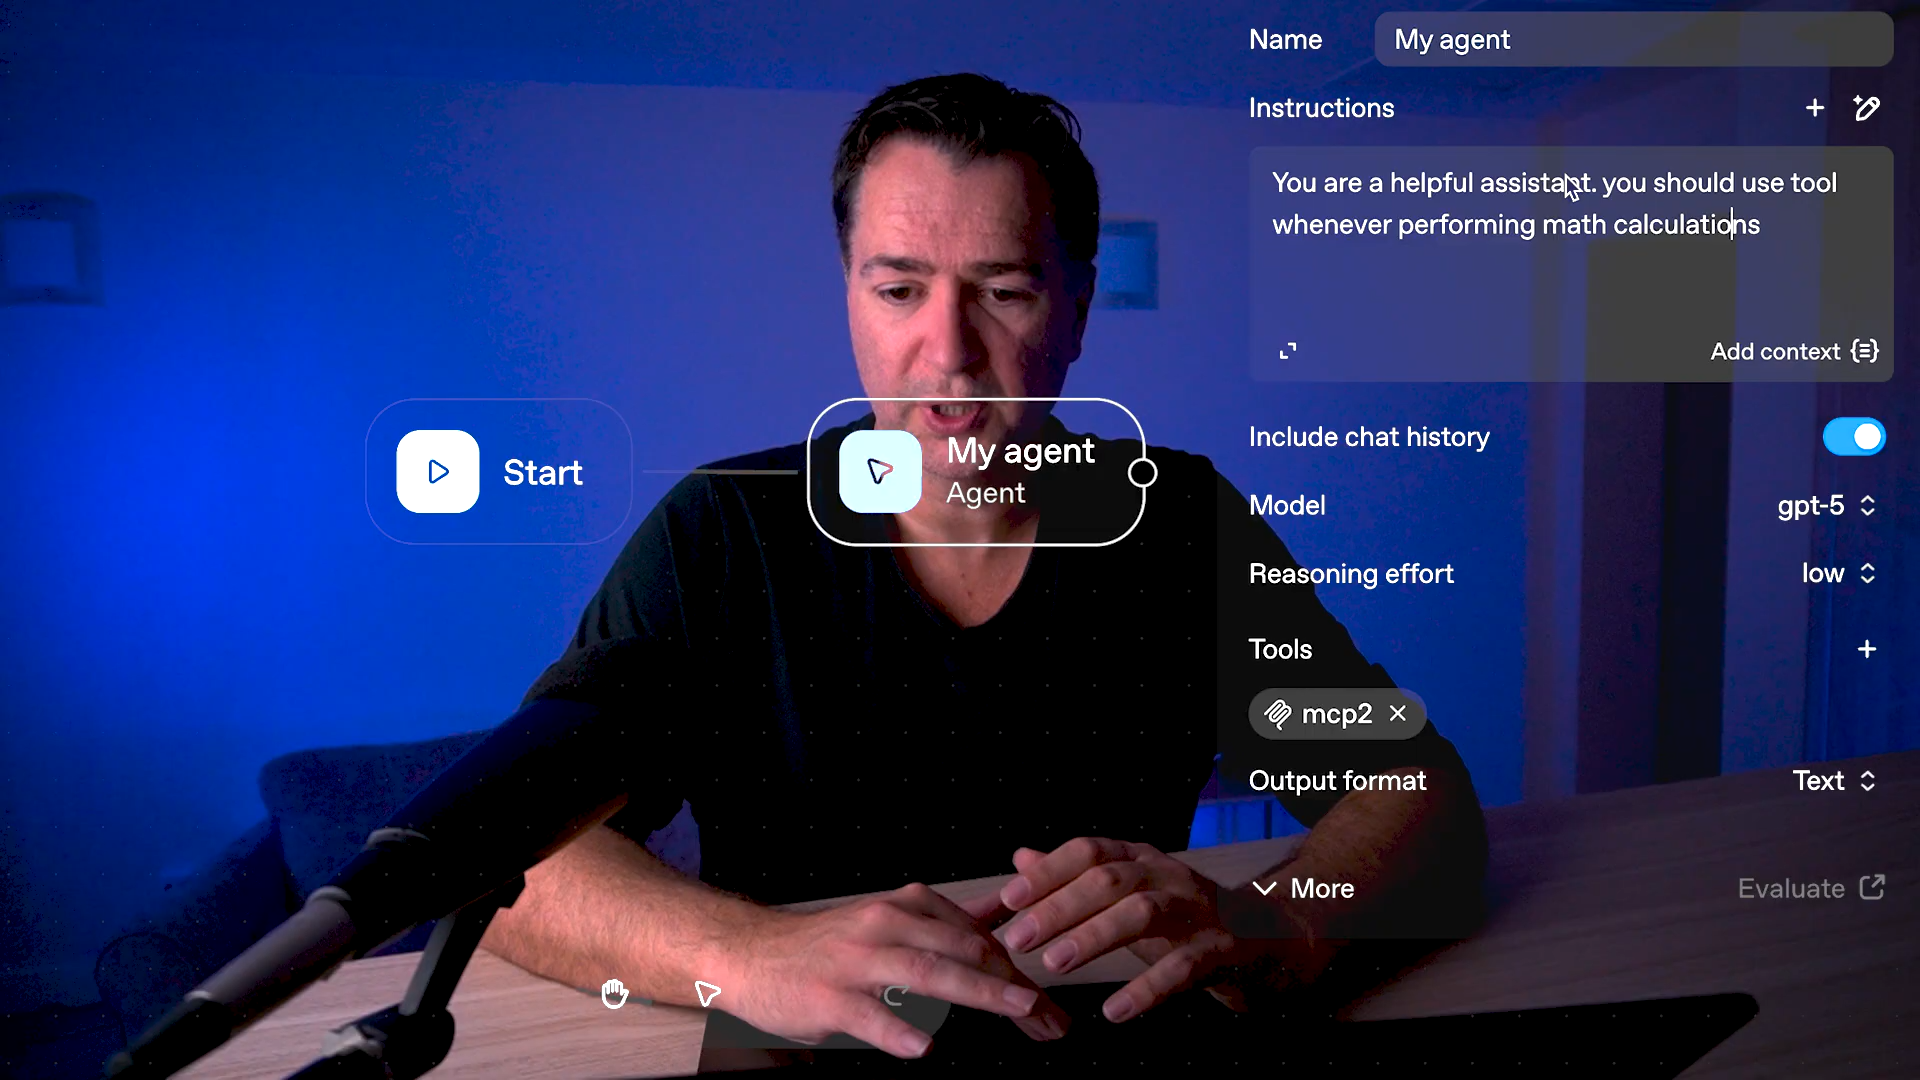 Name
My agent
Instructions
You are a helpful assistant. you should use tool
whenever performing math calculations
Add context
Include chat history
Model
gpt-5
Reasoning effort
low
Tools
mcp2
Output format
Text
More
Evaluate
Start
My agent
Agent